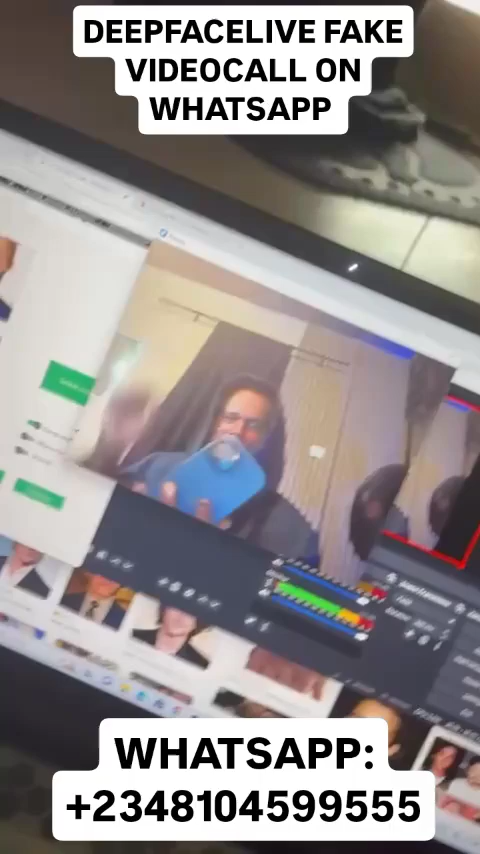 DEEPFACELIVE FAKE
VIDEOCALL ON
WHATSAPP
WHATSAPP:
+2348104599555